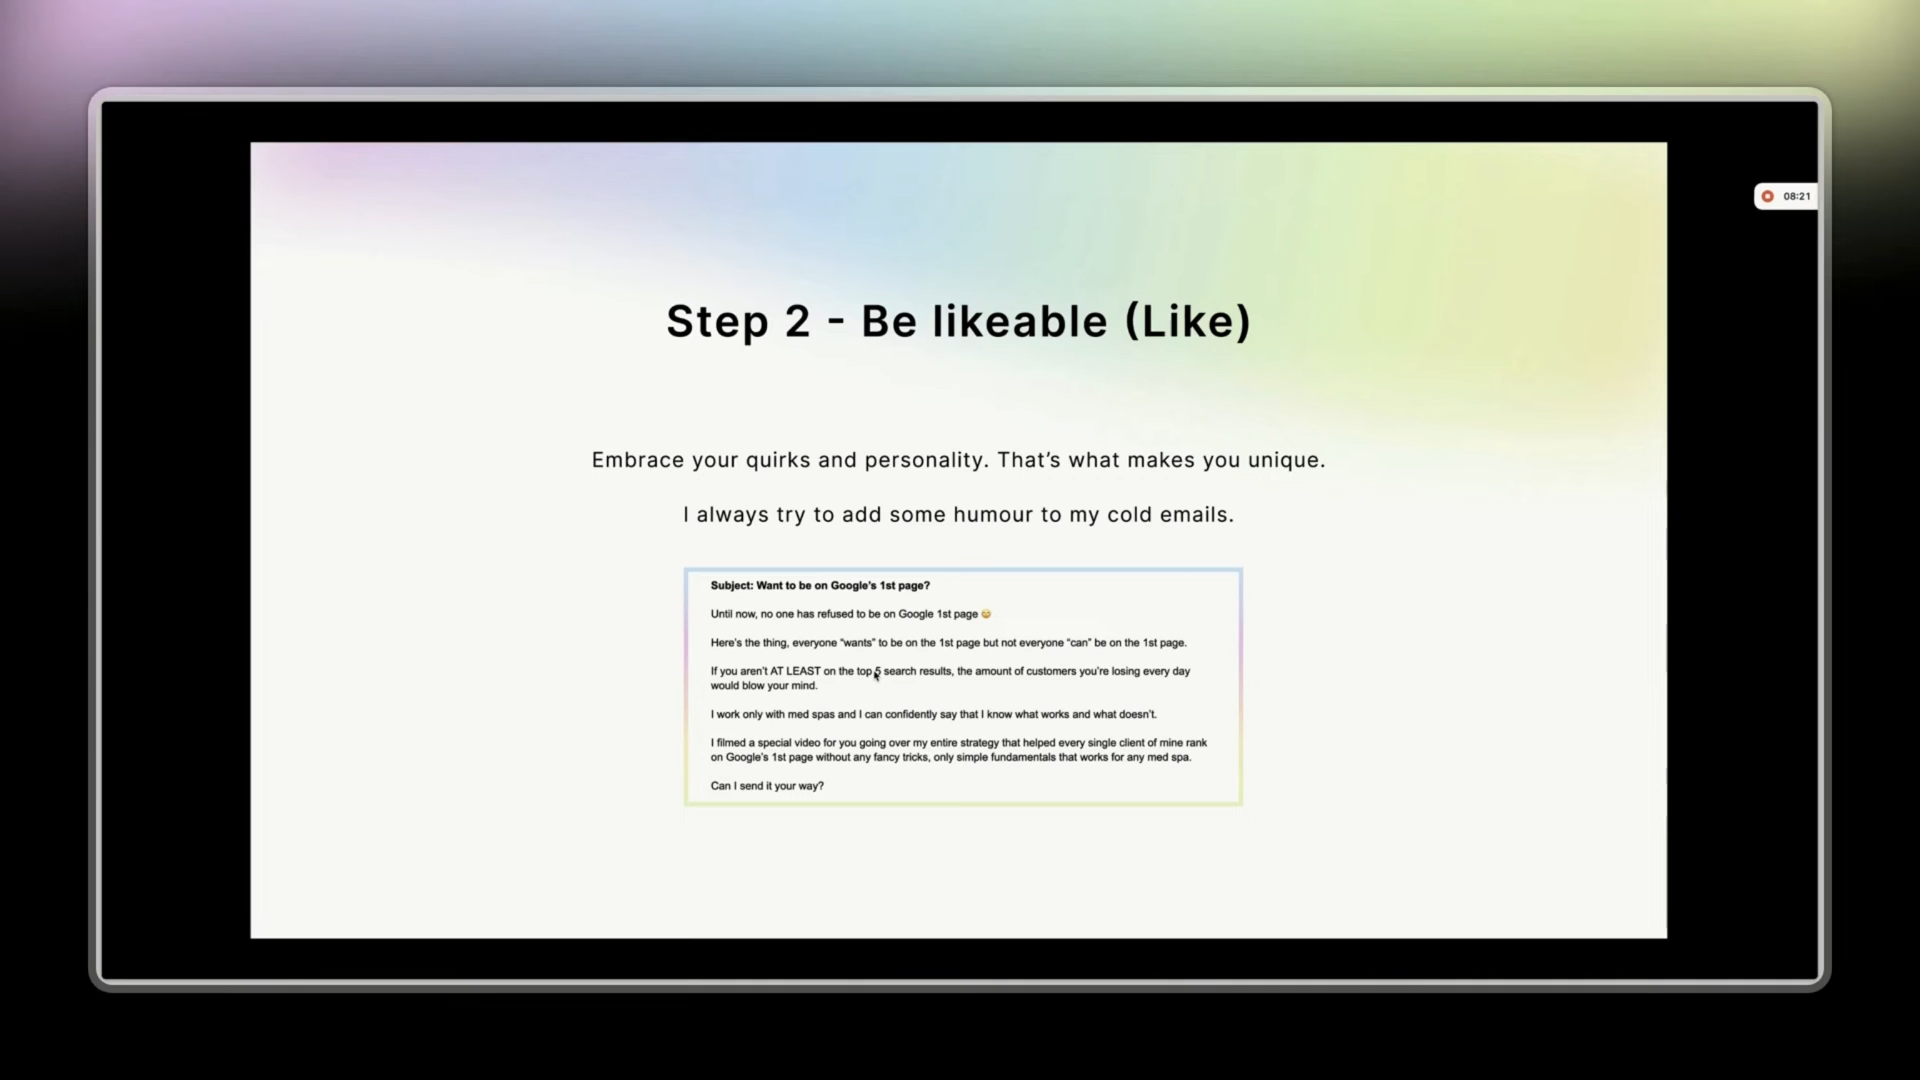 08:21
Step 2 - Be likeable (Like)
Embrace your quirks and personality. That’s what makes you unique.
I always try to add some humour to my cold emails.
Subject: Want to be on Google’s 1st page?
Until now, no one has refused to be on Google 1st page 😁
Here’s the thing, everyone “wants” to be on the 1st page but not everyone “can” be on the 1st page.
If you aren’t AT LEAST on the top 5 search results, the amount of customers you’re losing every day
would blow your mind.
I work only with med spas and I can confidently say that I know what works and what doesn’t.
I filmed a special video for you going over my entire strategy that helped every single client of mine rank
on Google’s 1st page without any fancy tricks, only simple fundamentals that works for any med spa.
Can I send it your way?